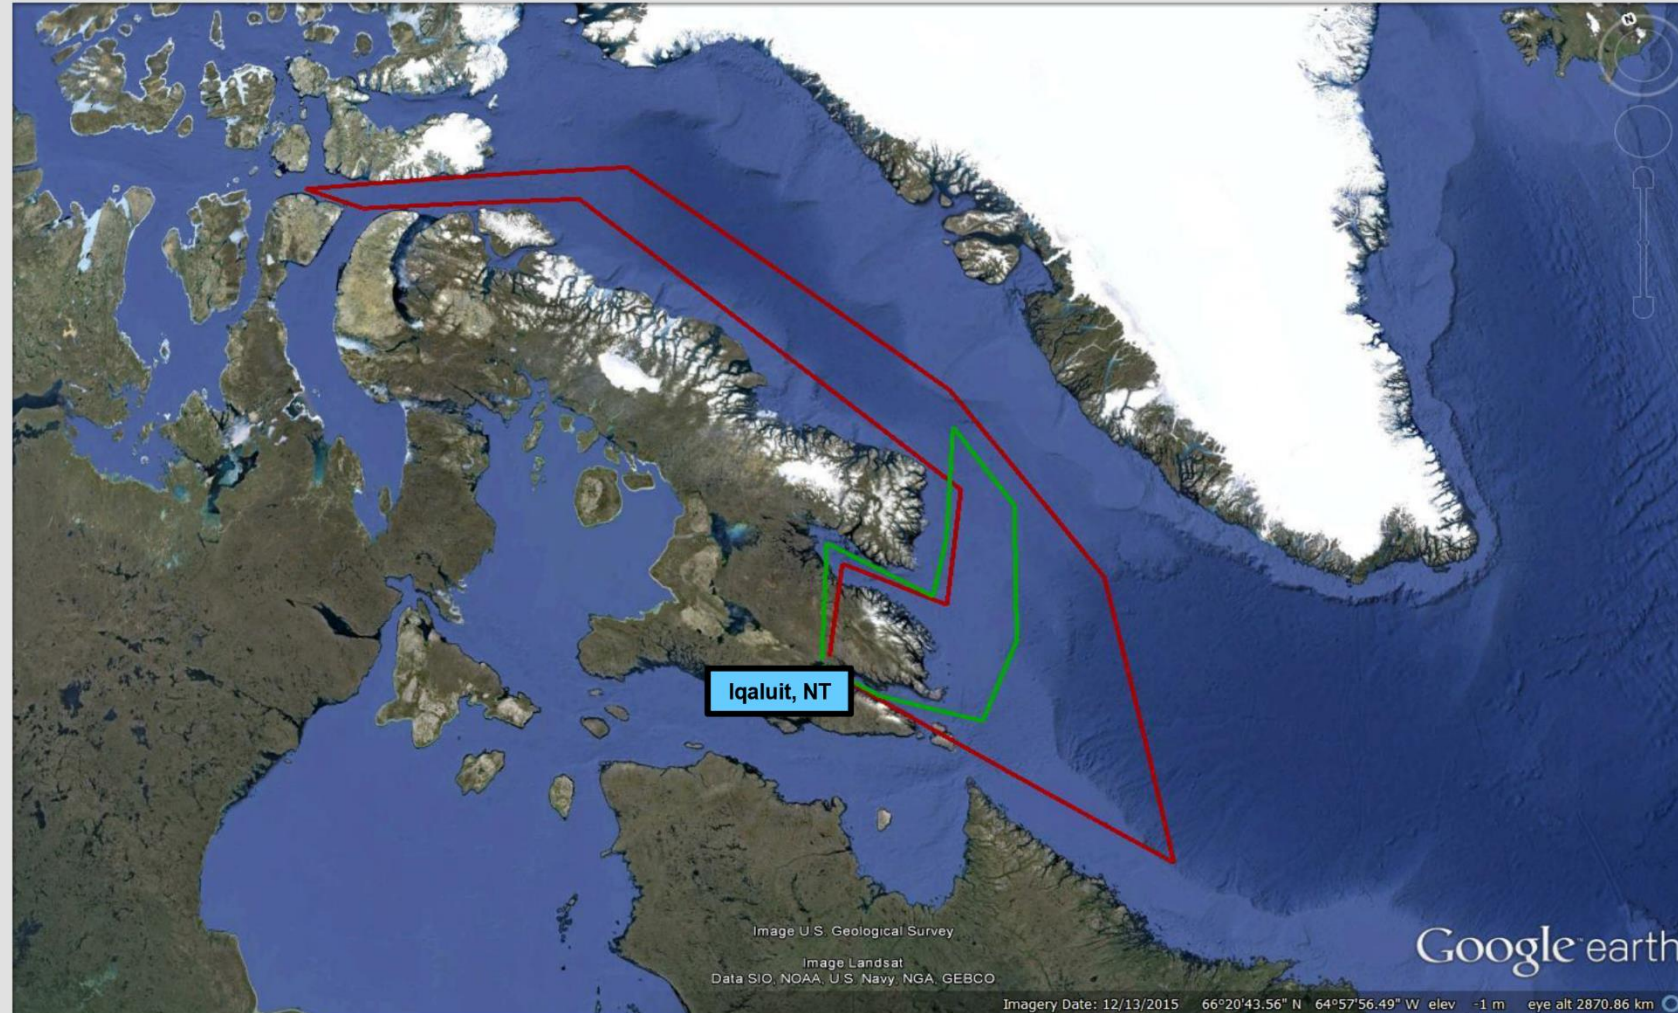 N
Iqaluit, NT
Image U.S. Geological Survey
Image Landsat
Data SIO, NOAA, U.S. Navy, NGA, GEBCO
Google earth
Imagery Date: 12/13/2015 66°20'43.56" N 64°57'56.49" W elev -1 m eye alt 2870.86 km